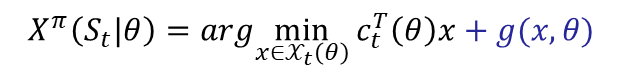 X^π(S_t|θ) = arg min_{x∈𝒳_t(θ)} c_t^T(θ)x + g(x, θ)